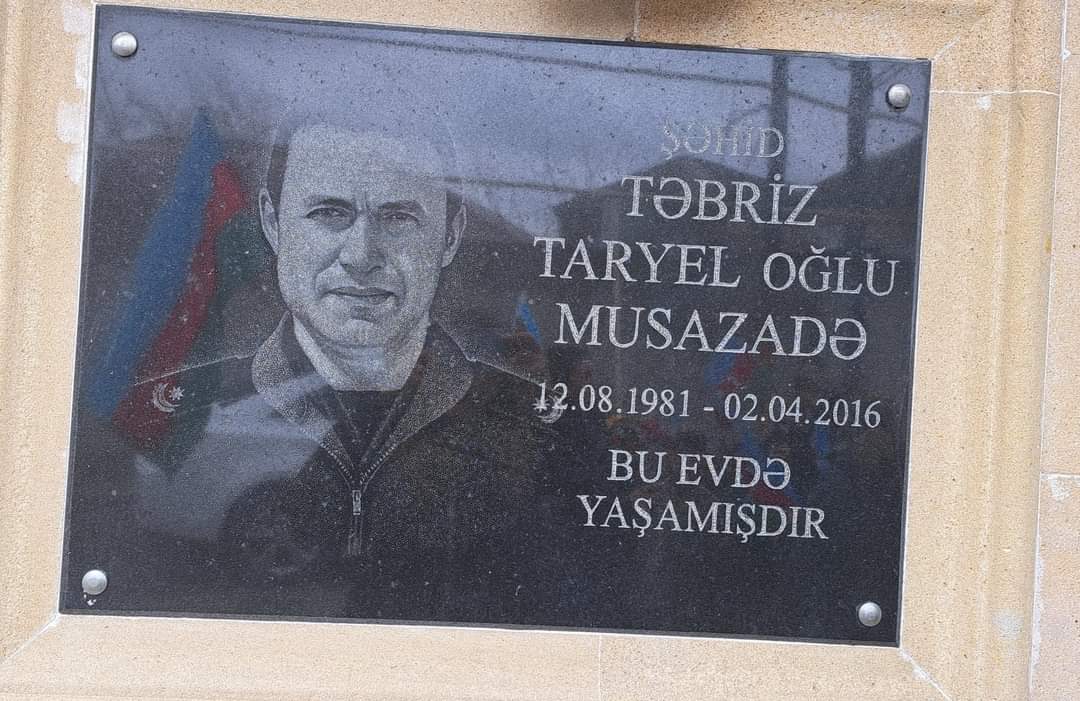 ŞƏHİD
TƏBRİZ
TARYEL OĞLU
MUSAZADƏ
12.08.1981 - 02.04.2016
BU EVDƏ
YAŞAMIŞDIR